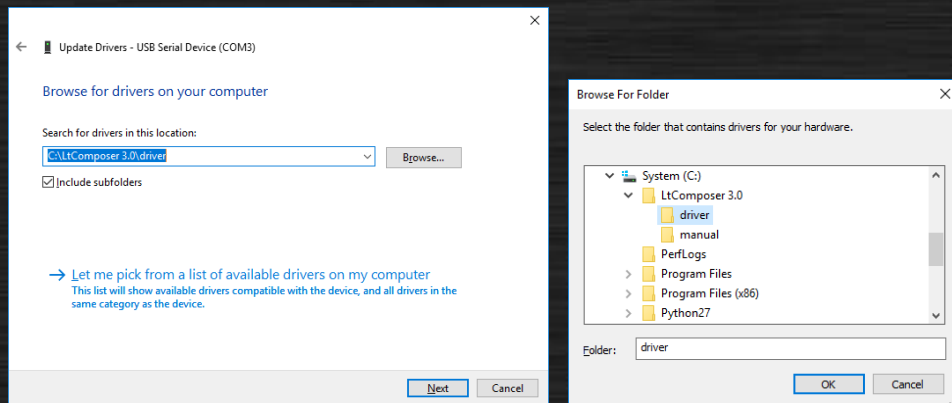 Update Drivers - USB Serial Device (COM3)
Browse for drivers on your computer
Search for drivers in this location:
C:\LtComposer 3.0\driver
Browse...
Include subfolders
Let me pick from a list of available drivers on my computer
This list will show available drivers compatible with the device, and all drivers in the
same category as the device.
Next
Cancel
Browse For Folder
Select the folder that contains drivers for your hardware.
System (C:)
LtComposer 3.0
driver
manual
PerfLogs
Program Files
Program Files (x86)
Python27
Folder:
driver
OK
Cancel